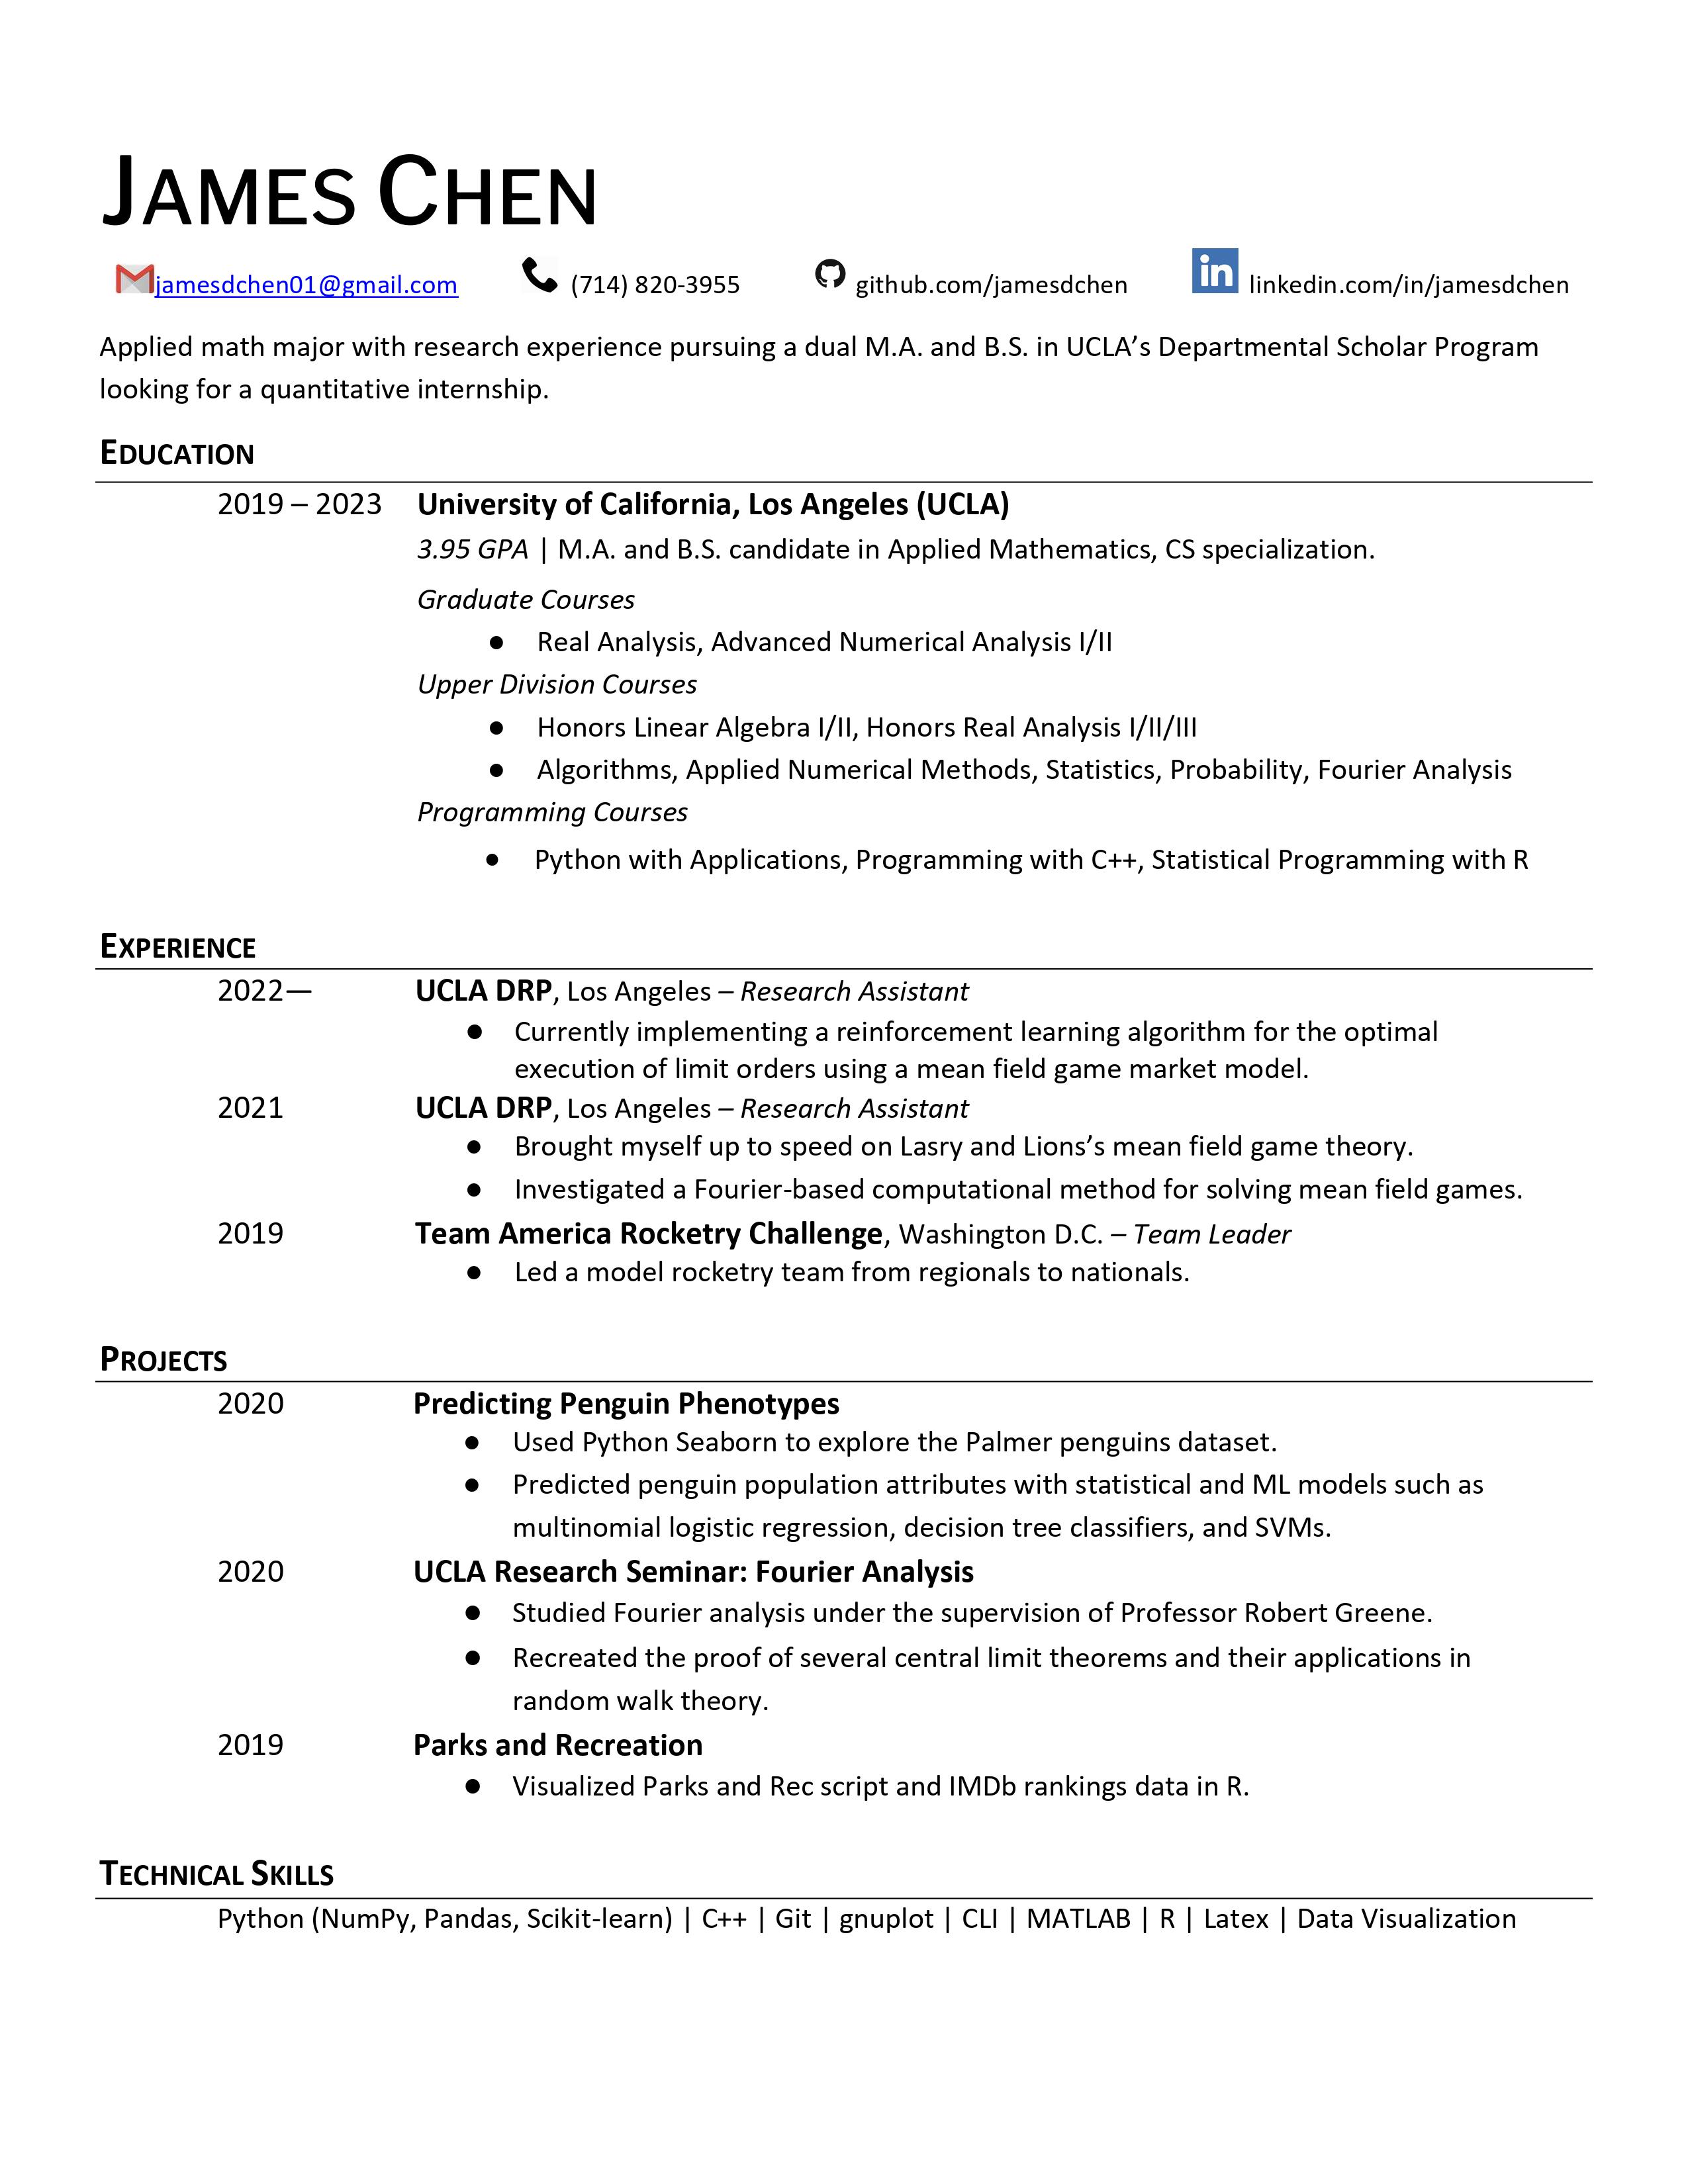 JAMES CHEN
jamesdchen01@gmail.com (714) 820-3955 github.com/jamesdchen linkedin.com/in/jamesdchen
Applied math major with research experience pursuing a dual M.A. and B.S. in UCLA’s Departmental Scholar Program
looking for a quantitative internship.
EDUCATION
2019 – 2023 University of California, Los Angeles (UCLA)
3.95 GPA | M.A. and B.S. candidate in Applied Mathematics, CS specialization.
Graduate Courses
● Real Analysis, Advanced Numerical Analysis I/II
Upper Division Courses
● Honors Linear Algebra I/II, Honors Real Analysis I/II/III
● Algorithms, Applied Numerical Methods, Statistics, Probability, Fourier Analysis
Programming Courses
● Python with Applications, Programming with C++, Statistical Programming with R
EXPERIENCE
2022— UCLA DRP, Los Angeles – Research Assistant
● Currently implementing a reinforcement learning algorithm for the optimal
execution of limit orders using a mean field game market model.
2021 UCLA DRP, Los Angeles – Research Assistant
● Brought myself up to speed on Lasry and Lions’s mean field game theory.
● Investigated a Fourier-based computational method for solving mean field games.
2019 Team America Rocketry Challenge, Washington D.C. – Team Leader
● Led a model rocketry team from regionals to nationals.
PROJECTS
2020 Predicting Penguin Phenotypes
● Used Python Seaborn to explore the Palmer penguins dataset.
● Predicted penguin population attributes with statistical and ML models such as
multinomial logistic regression, decision tree classifiers, and SVMs.
2020 UCLA Research Seminar: Fourier Analysis
● Studied Fourier analysis under the supervision of Professor Robert Greene.
● Recreated the proof of several central limit theorems and their applications in
random walk theory.
2019 Parks and Recreation
● Visualized Parks and Rec script and IMDb rankings data in R.
TECHNICAL SKILLS
Python (NumPy, Pandas, Scikit-learn) | C++ | Git | gnuplot | CLI | MATLAB | R | Latex | Data Visualization